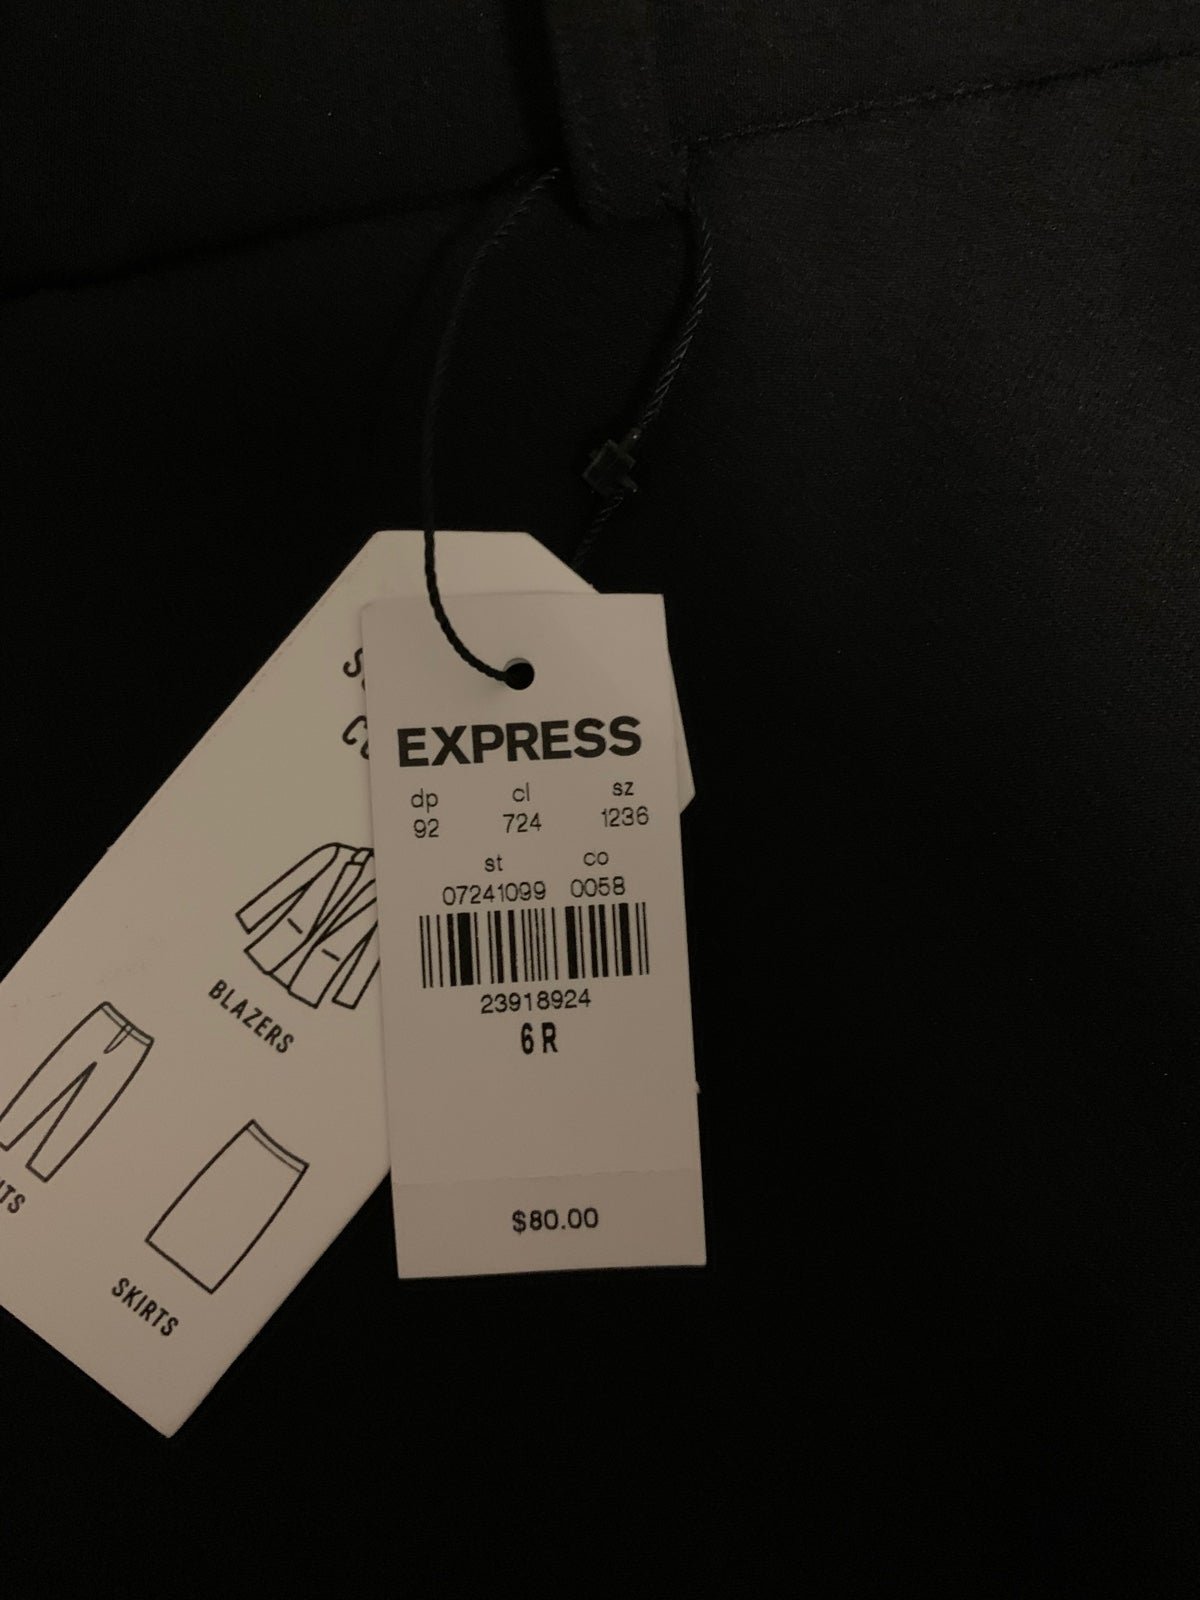 EXPRESS
dp cl sz
92 724 1236
st co
07241099 0058
23918924
6 R
$80.00
BLAZERS
SKIRTS